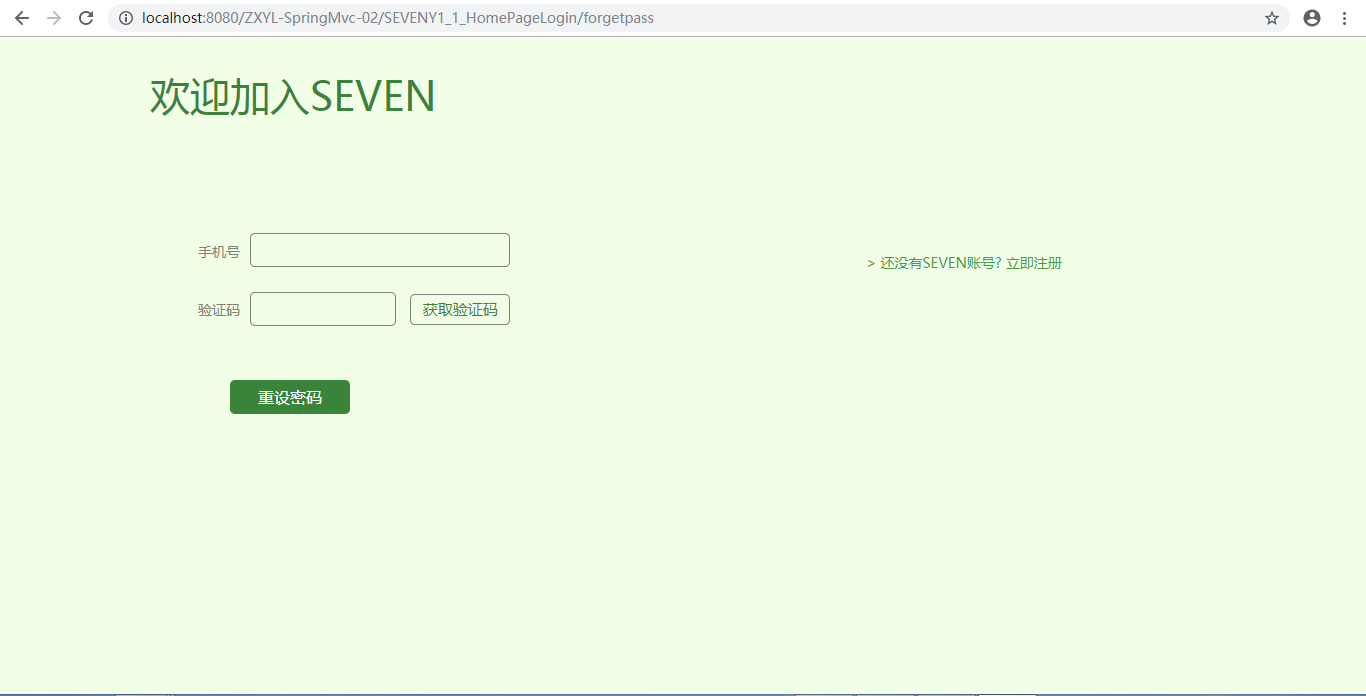 localhost:8080/ZXYL-SpringMvc-02/SEVENY1_1_HomePageLogin/forgetpass
欢迎加入SEVEN
手机号
> 还没有SEVEN账号? 立即注册
验证码 获取验证码
重设密码